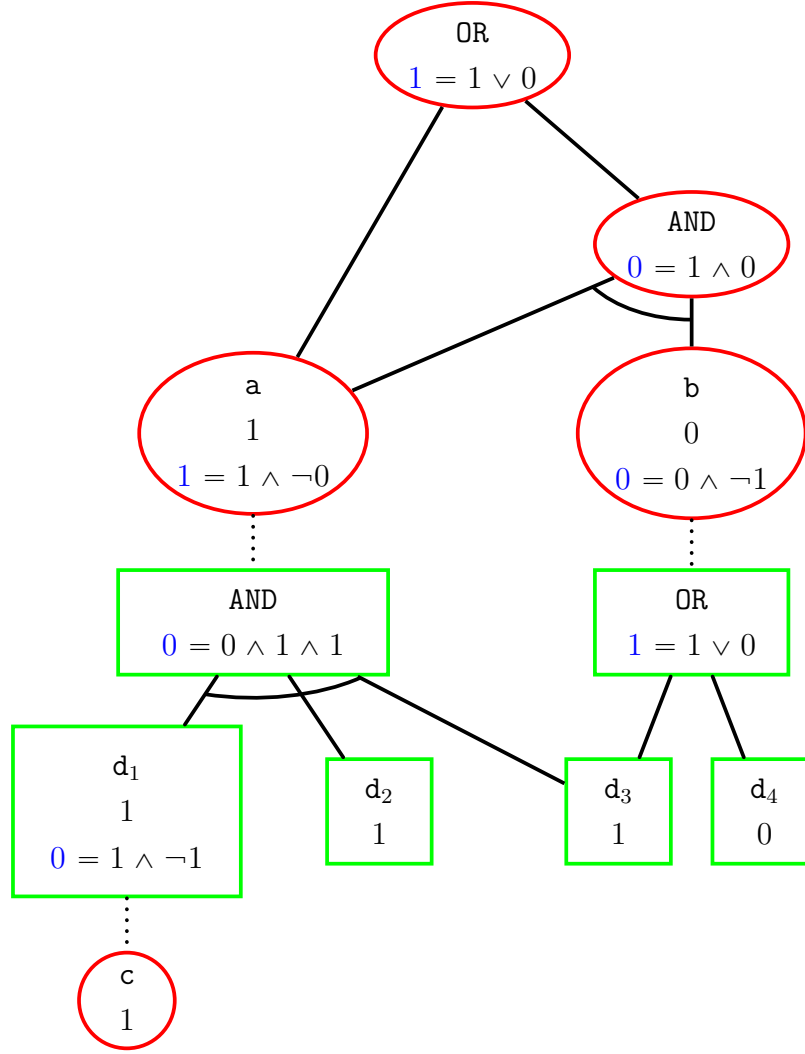 OR
1 = 1 ∨ 0
AND
0 = 1 ∧ 0
a
1
1 = 1 ∧ ¬0
b
0
0 = 0 ∧ ¬1
AND
0 = 0 ∧ 1 ∧ 1
OR
1 = 1 ∨ 0
d₁
1
0 = 1 ∧ ¬1
d₂
1
d₃
1
d₄
0
c
1